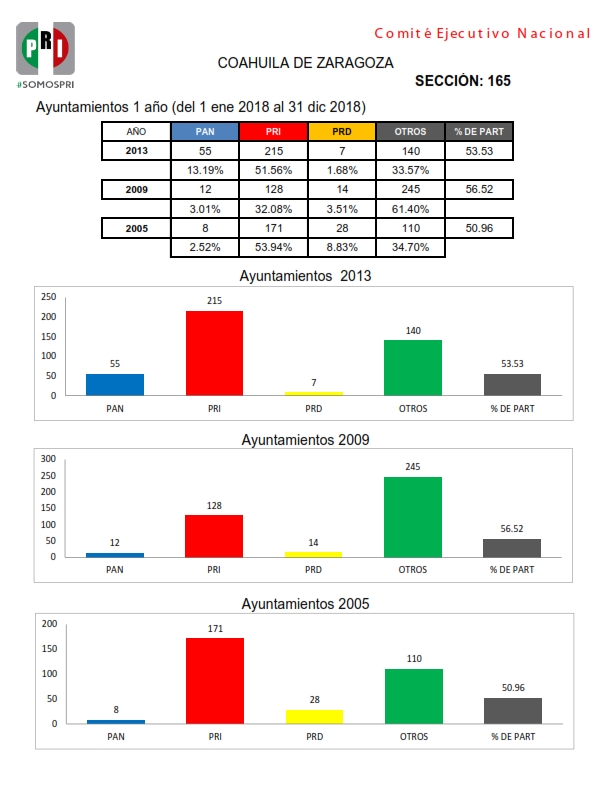 Comité Ejecutivo Nacional
PRI
#SOMOSPRI
COAHUILA DE ZARAGOZA
SECCIÓN: 165
Ayuntamientos 1 año (del 1 ene 2018 al 31 dic 2018)
AÑO PAN PRI PRD OTROS % DE PART
2013 55 215 7 140 53.53
13.19% 51.56% 1.68% 33.57%
2009 12 128 14 245 56.52
3.01% 32.08% 3.51% 61.40%
2005 8 171 28 110 50.96
2.52% 53.94% 8.83% 34.70%
Ayuntamientos 2013
250
200
150
100
50
0
55 215 7 140 53.53
PAN PRI PRD OTROS % DE PART
Ayuntamientos 2009
300
250
200
150
100
50
0
12 128 14 245 56.52
PAN PRI PRD OTROS % DE PART
Ayuntamientos 2005
200
150
100
50
0
8 171 28 110 50.96
PAN PRI PRD OTROS % DE PART